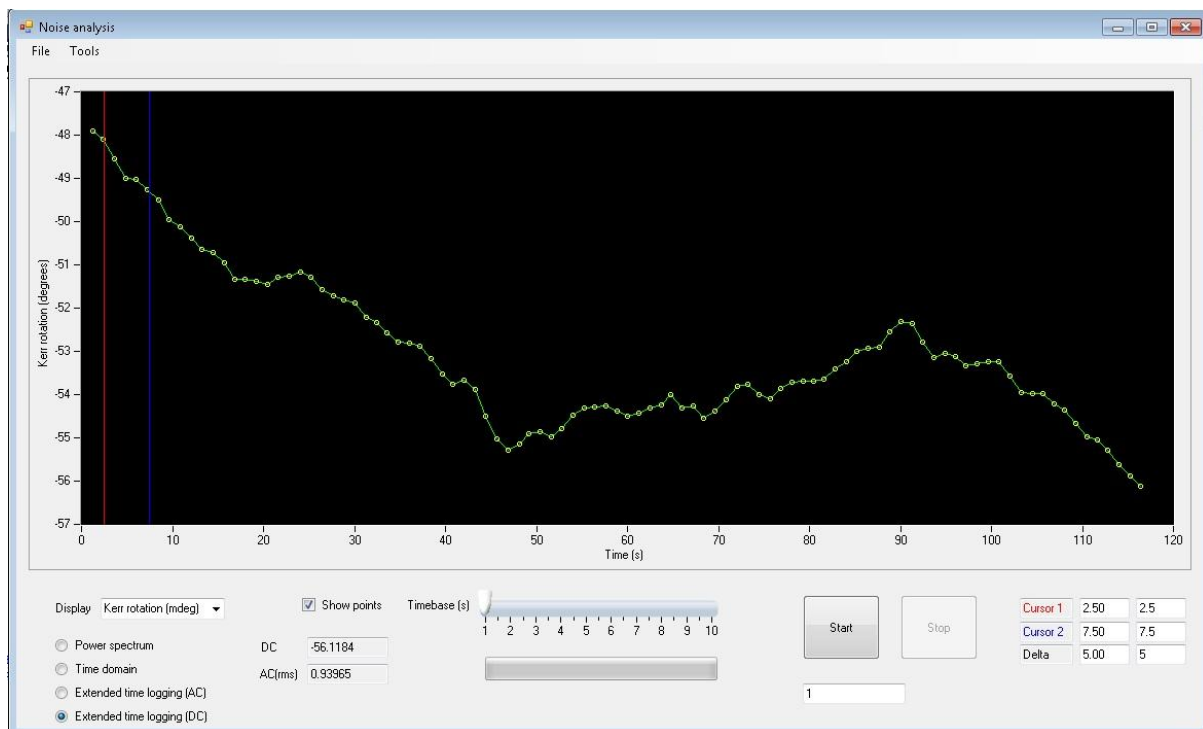 Noise analysis
File Tools
-47
-48
-49
-50
-51
-52
-53
-54
-55
-56
-57
Kerr rotation (degrees)
0 10 20 30 40 50 60 70 80 90 100 110 120
Time (s)
Display Kerr rotation (mdeg)
Show points
Timebase (s)
1 2 3 4 5 6 7 8 9 10
Power spectrum
Time domain
Extended time logging (AC)
Extended time logging (DC)
DC -56.1184
AC(rms) 0.93965
Start
Stop
1
Cursor 1 2.50 2.5
Cursor 2 7.50 7.5
Delta 5.00 5